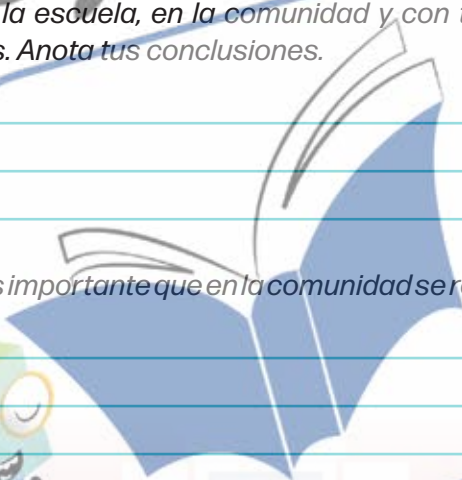 la escuela, en la comunidad y con
s. Anota tus conclusiones.
importante que en la comunidad se